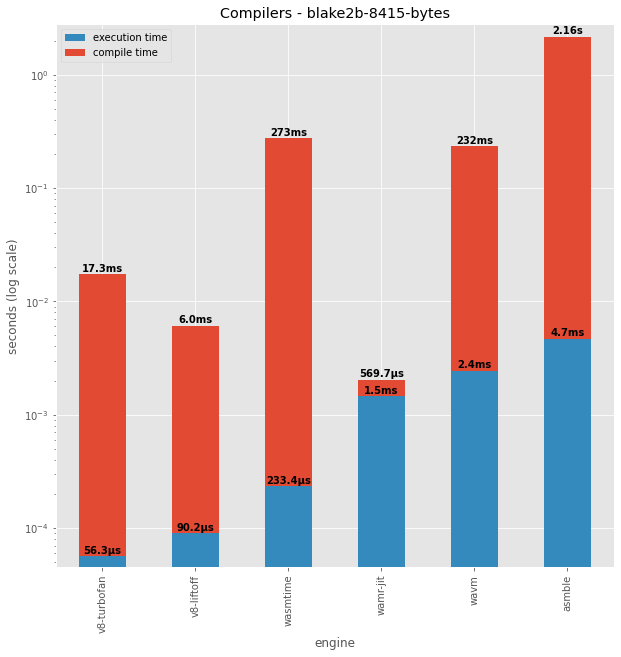 Compilers - blake2b-8415-bytes
execution time
compile time
2.16s
10⁰
273ms
232ms
10⁻¹
17.3ms
10⁻²
6.0ms
4.7ms
569.7µs
2.4ms
1.5ms
10⁻³
233.4µs
90.2µs
56.3µs
10⁻⁴
seconds (log scale)
v8-turbofan
v8-liftoff
wasmtime
wamr-jit
wavm
asmble
engine